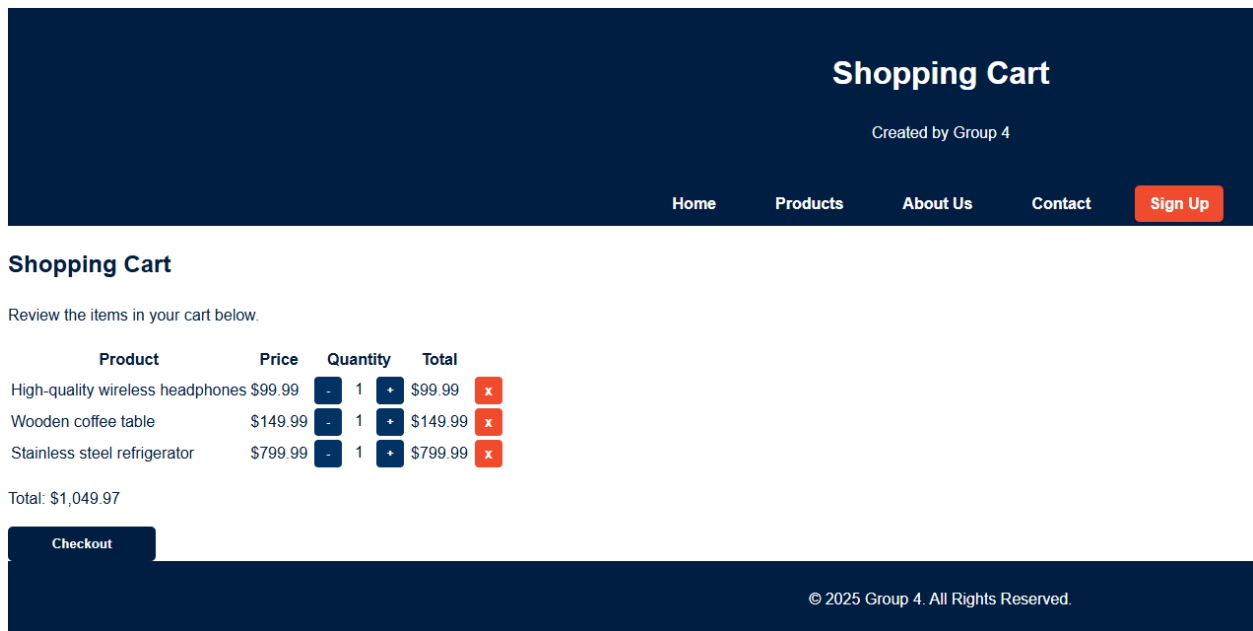 Shopping Cart
Created by Group 4
Home Products About Us Contact Sign Up
Shopping Cart
Review the items in your cart below.
Product Price Quantity Total
High-quality wireless headphones $99.99 - 1 + $99.99 x
Wooden coffee table $149.99 - 1 + $149.99 x
Stainless steel refrigerator $799.99 - 1 + $799.99 x
Total: $1,049.97
Checkout
© 2025 Group 4. All Rights Reserved.